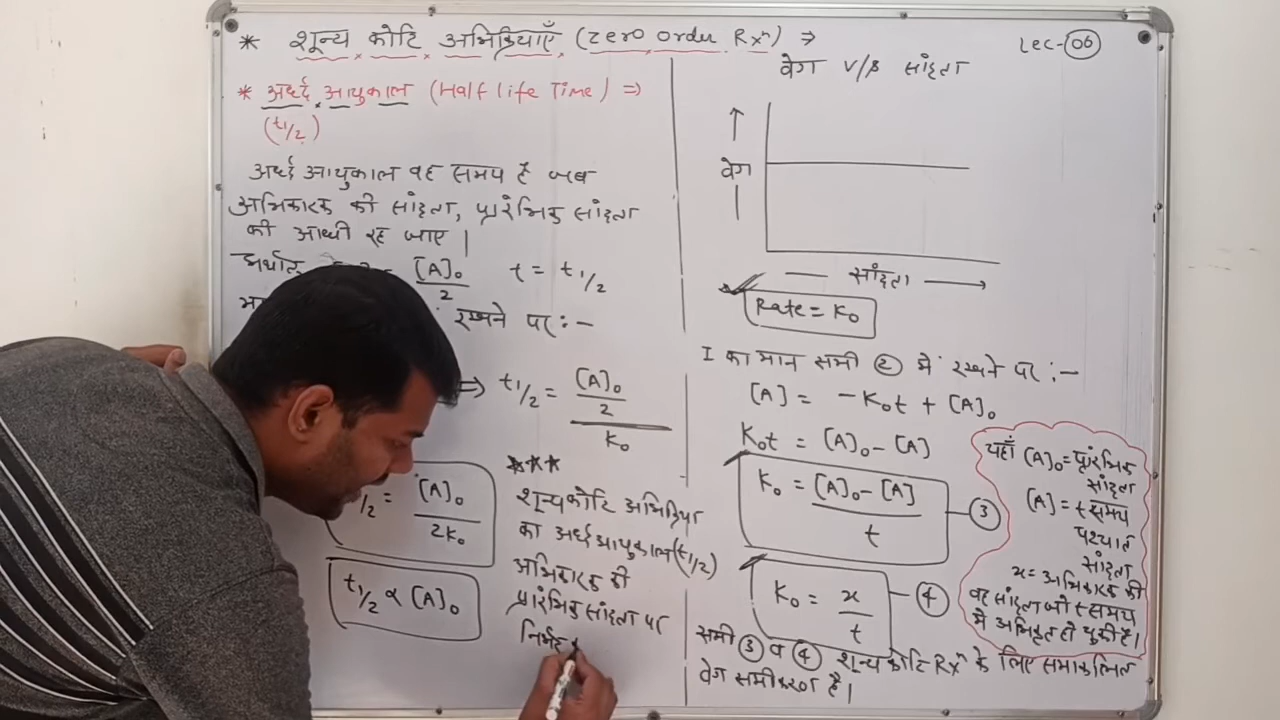 * शून्य कोटि अभिक्रियाएँ (zero order Rxⁿ) ⇒
Lec-06
* अर्ध्द आयुकाल (Half life Time) ⇒
(t1/2)
अर्ध्द आयुकाल वह समय है जब
अभिकारक की सांद्रता, प्रारंभिक सांद्रता
की आधी रह जाए।
अर्थात [A]₀/2 t = t1/2
रखने पर :-
⇒ t1/2 = [A]₀/2 / K₀
1/2 = [A]₀/2K₀
t1/2 ∝ [A]₀
***
शून्यकोटि अभिक्रिया
का अर्ध्द आयुकाल (t1/2)
अभिकारक की
प्रारंभिक सांद्रता पर
निर्भर
वेग V/s सांद्रता
वेग
सांद्रता
Rate = K₀
I का मान समी ② में रखने पर :-
[A] = -K₀t + [A]₀
K₀t = [A]₀ - [A]
K₀ = [A]₀ - [A] / t — ③
K₀ = x/t — ④
यहाँ [A]₀ = प्रारंभिक
सांद्रता
[A] = t समय
पश्चात
सांद्रता
x = अभिकारक की
वह सांद्रता जो t समय
में अभिकृत हो चुकी है।
समी ③ व ④ शून्यकोटि Rxⁿ के लिए समाकलित
वेग समीकरण है।